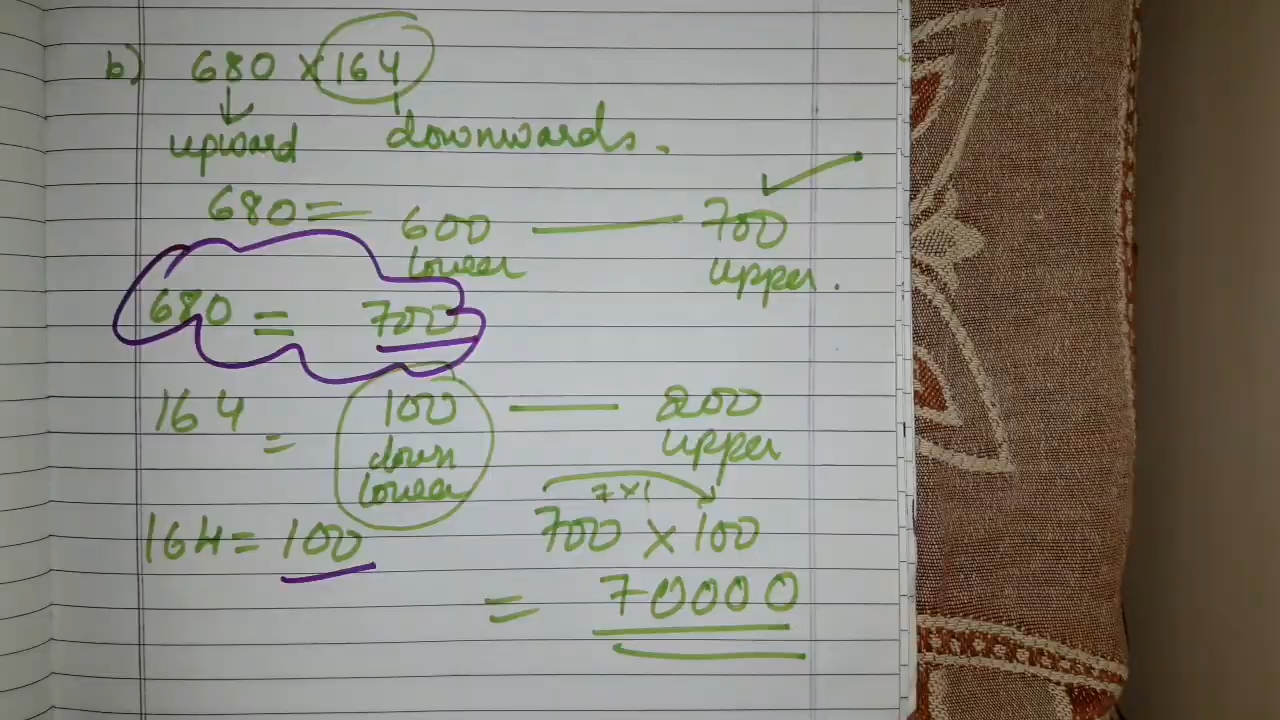 b) 680 × 164
upward downwards.
680 = 600 — 700
lower upper.
680 = 700
164 = 100 — 200
down upper
lower
7×1
164 = 100 700 × 100
= 70000